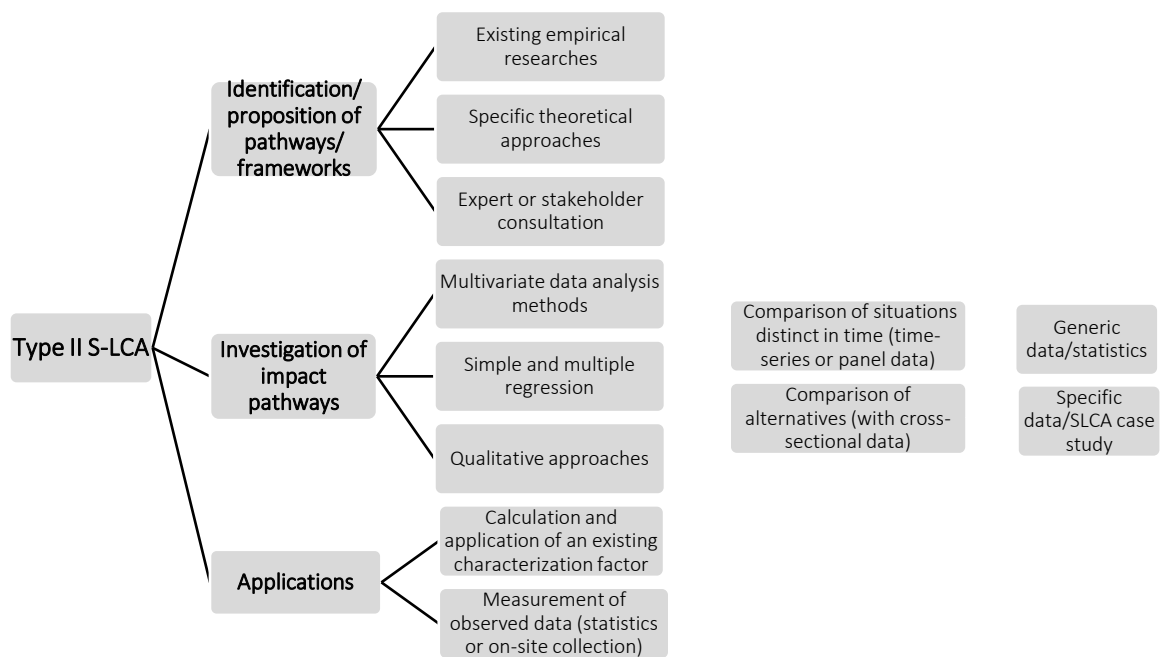 Type II S-LCA
Identification/
proposition of
pathways/
frameworks
Existing empirical
researches
Specific theoretical
approaches
Expert or stakeholder
consultation
Investigation of
impact
pathways
Multivariate data analysis
methods
Simple and multiple
regression
Qualitative approaches
Comparison of situations
distinct in time (time-
series or panel data)
Comparison of
alternatives (with cross-
sectional data)
Generic
data/statistics
Specific
data/SLCA case
study
Applications
Calculation and
application of an existing
characterization factor
Measurement of
observed data (statistics
or on-site collection)